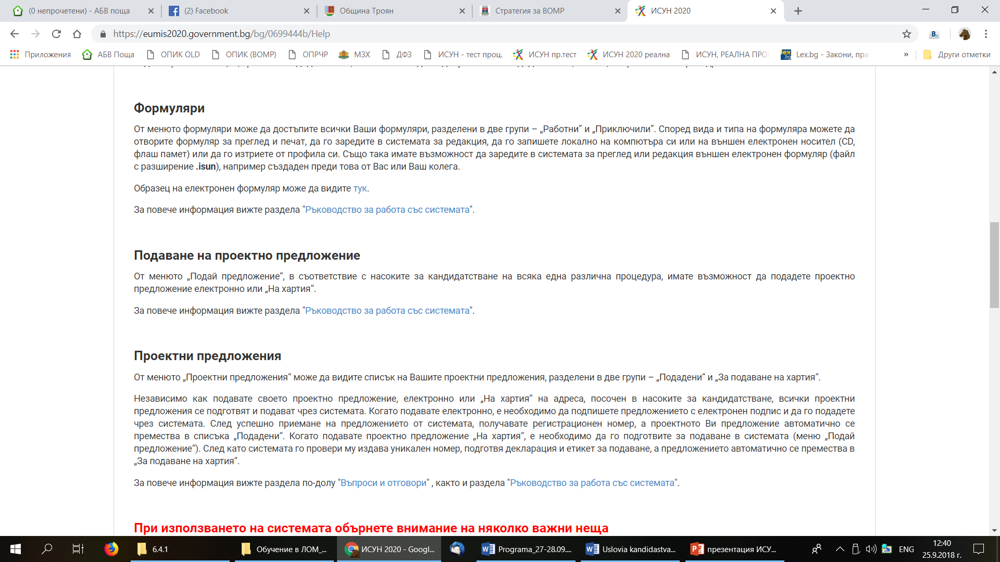 (0 непрочетени) - АБВ поща
(2) Facebook
Община Троян
Стратегия за ВОМР
ИСУН 2020
https://eumis2020.government.bg/bg/0699444b/Help
B.
Приложения
АБВ Поща
ОПИК OLD
ОПИК (ВОМР)
ОПРЧР
МЗХ
ДФЗ
ИСУН - тест проц.
ИСУН пр.тест
ИСУН 2020 реална
ИСУН, РЕАЛНА ПРО
Lex.bg - Закони, пра
»
Други отметки
Формуляри
От менюто формуляри може да достъпите всички Ваши формуляри, разделени в две групи – „Работни” и „Приключили”. Според вида и типа на формуляра можете да
отворите формуляр за преглед и печат, да го заредите в системата за редакция, да го запишете локално на компютъра си или на външен електронен носител (CD,
флаш памет) или да го изтриете от профила си. Също така имате възможност да заредите в системата за преглед или редакция външен електронен формуляр (файл
с разширение .isun), например създаден преди това от Вас или Ваш колега.
Образец на електронен формуляр може да видите тук.
За повече информация вижте раздела "Ръководство за работа със системата".
Подаване на проектно предложение
От менюто „Подай предложение“, в съответствие с насоките за кандидатстване на всяка една различна процедура, имате възможност да подадете проектно
предложение електронно или „На хартия“.
За повече информация вижте раздела "Ръководство за работа със системата".
Проектни предложения
От менюто „Проектни предложения“ може да видите списък на Вашите проектни предложения, разделени в две групи – „Подадени“ и „За подаване на хартия“.
Независимо как подавате своето проектно предложение, електронно или „На хартия“ на адреса, посочен в насоките за кандидатстване, всички проектни
предложения се подготвят и подават чрез системата. Когато подавате електронно, е необходимо да подпишете предложението с електронен подпис и да го подадете
чрез системата. След успешно приемане на предложението от системата, получавате регистрационен номер, а проектното Ви предложение автоматично се
премества в списъка „Подадени“. Когато подавате проектно предложение „На хартия“, е необходимо да го подготвите за подаване в системата (меню „Подай
предложение“). След като системата го провери му издава уникален номер, подготвя декларация и етикет за подаване, а предложението автоматично се премества в
„За подаване на хартия“.
За повече информация вижте раздела по-долу "Въпроси и отговори" , както и раздела "Ръководство за работа със системата".
При използването на системата обърнете внимание на няколко важни неща
6.4.1
Обучение в ЛОМ_...
ИСУН 2020 - Googl...
Programa_27-28.09....
Uslovia kandidastva...
презентация ИСУ...
ENG
12:40
25.9.2018 г.